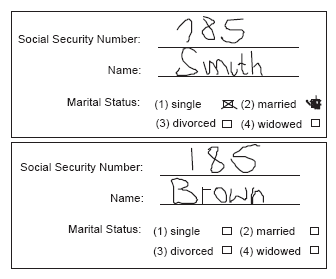 Social Security Number: 785
Name: Smith
Marital Status: (1) single ☒ (2) married ■
(3) divorced ☐ (4) widowed ☐
Social Security Number: 185
Name: Brown
Marital Status: (1) single ☐ (2) married ☐
(3) divorced ☐ (4) widowed ☐